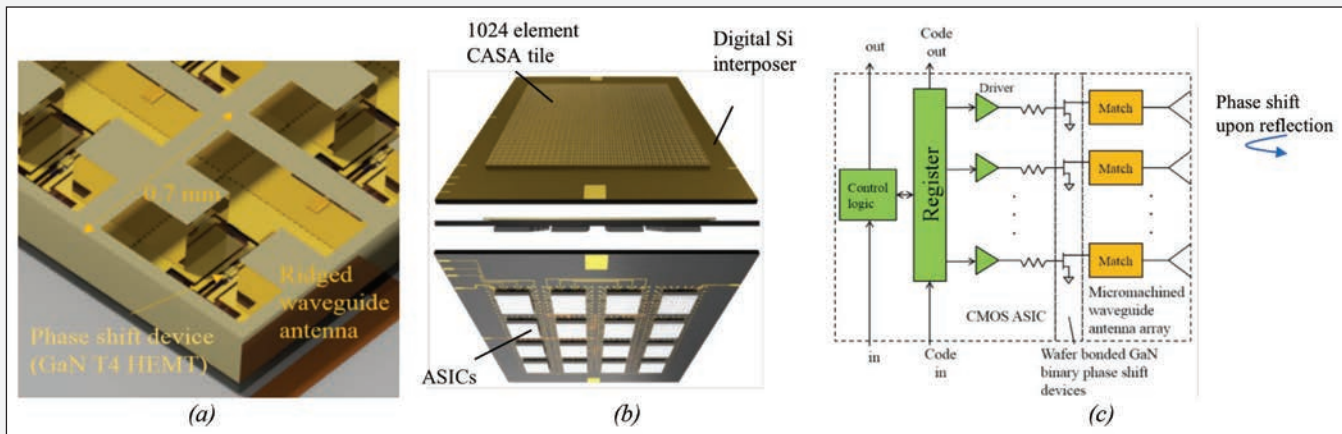 0.7 mm
Ridged
waveguide
antenna
Phase shift device
(GaN T4 HEMT)
(a)
1024 element
CASA tile
Digital Si
interposer
ASICs
(b)
out
Code
out
Driver
Match
Control
logic
Register
Match
Match
CMOS ASIC
Micromachined
waveguide
antenna array
in
Code
in
Wafer bonded GaN
binary phase shift
devices
Phase shift
upon reflection
(c)